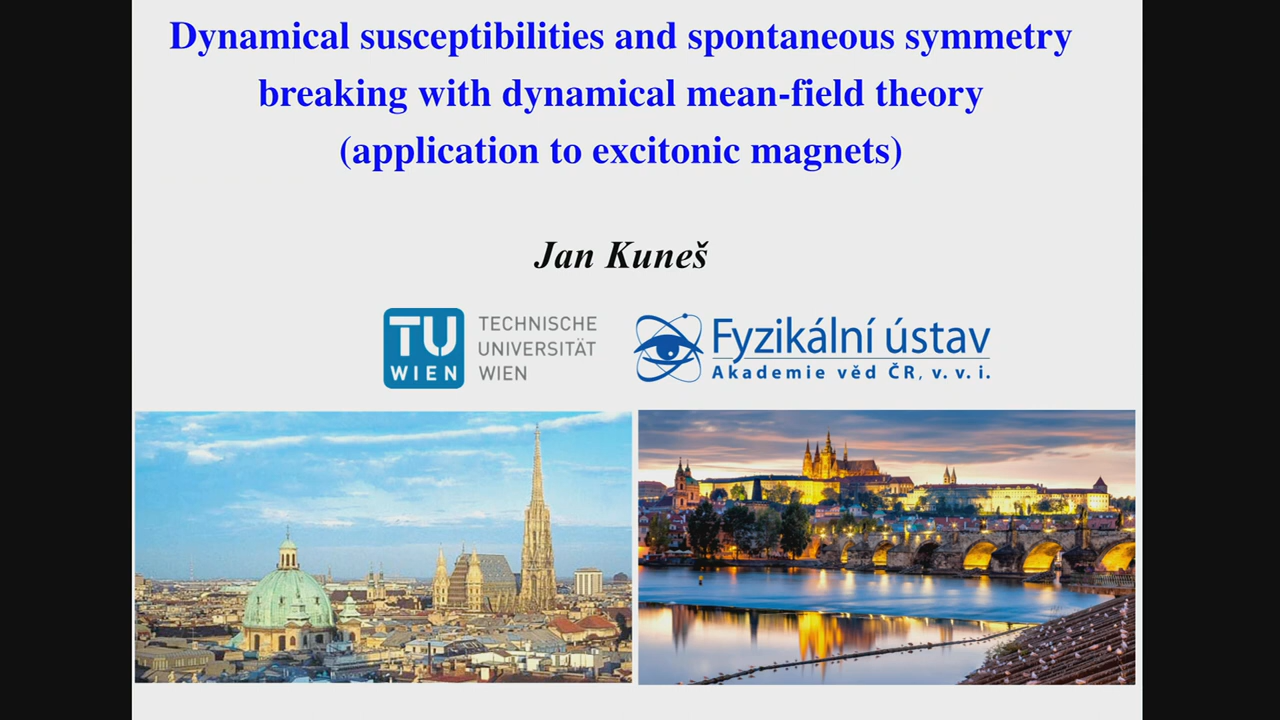 Dynamical susceptibilities and spontaneous symmetry
breaking with dynamical mean-field theory
(application to excitonic magnets)
Jan Kuneš
TU
WIEN
TECHNISCHE
UNIVERSITÄT
WIEN
Fyzikální ústav
Akademie věd ČR, v. v. i.